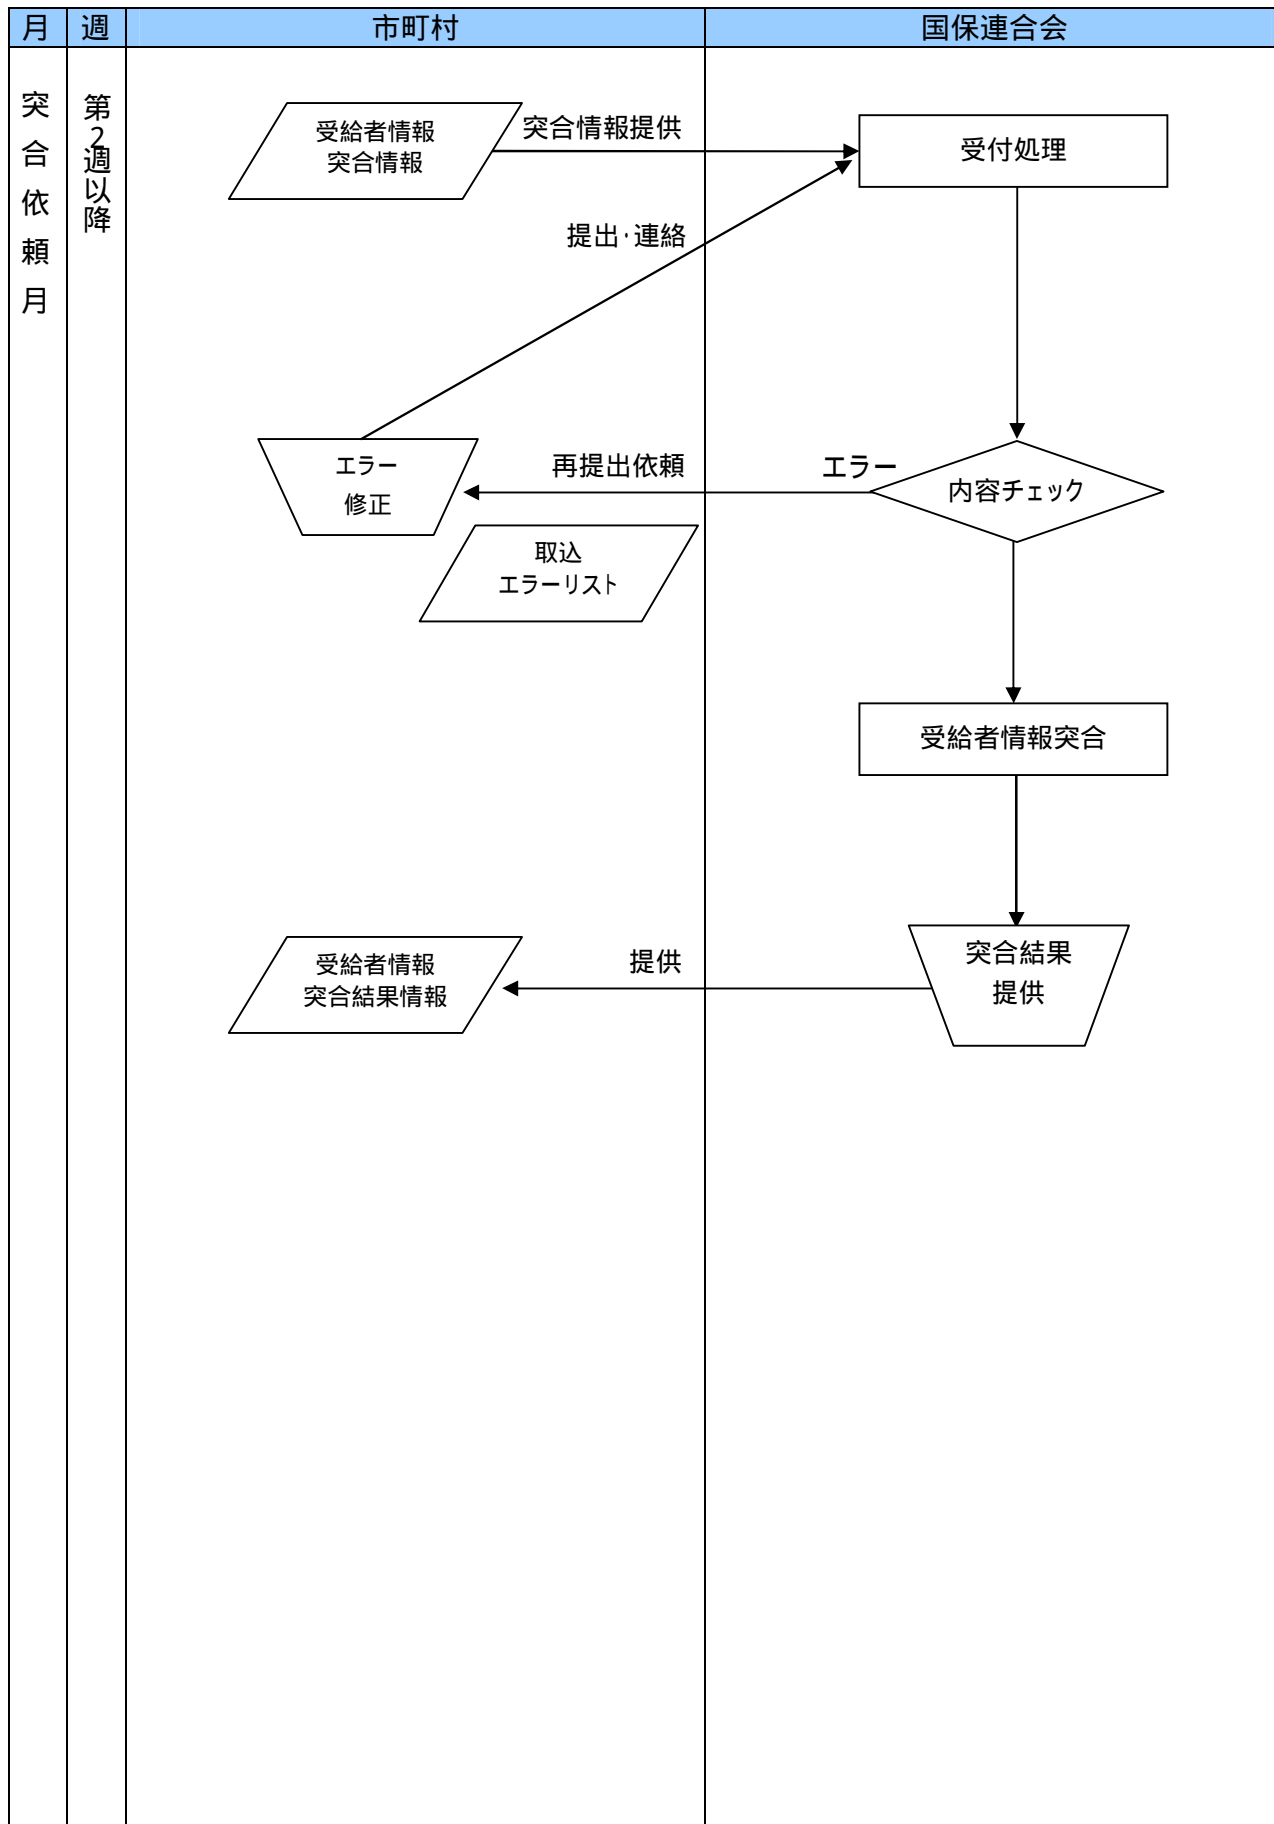 月
週
市町村
国保連合会
突合依頼月
第2週以降
受給者情報
突合情報
突合情報提供
受付処理
提出・連絡
エラー
修正
再提出依頼
エラー
内容チェック
取込
エラーリスト
受給者情報突合
受給者情報
突合結果情報
提供
突合結果
提供